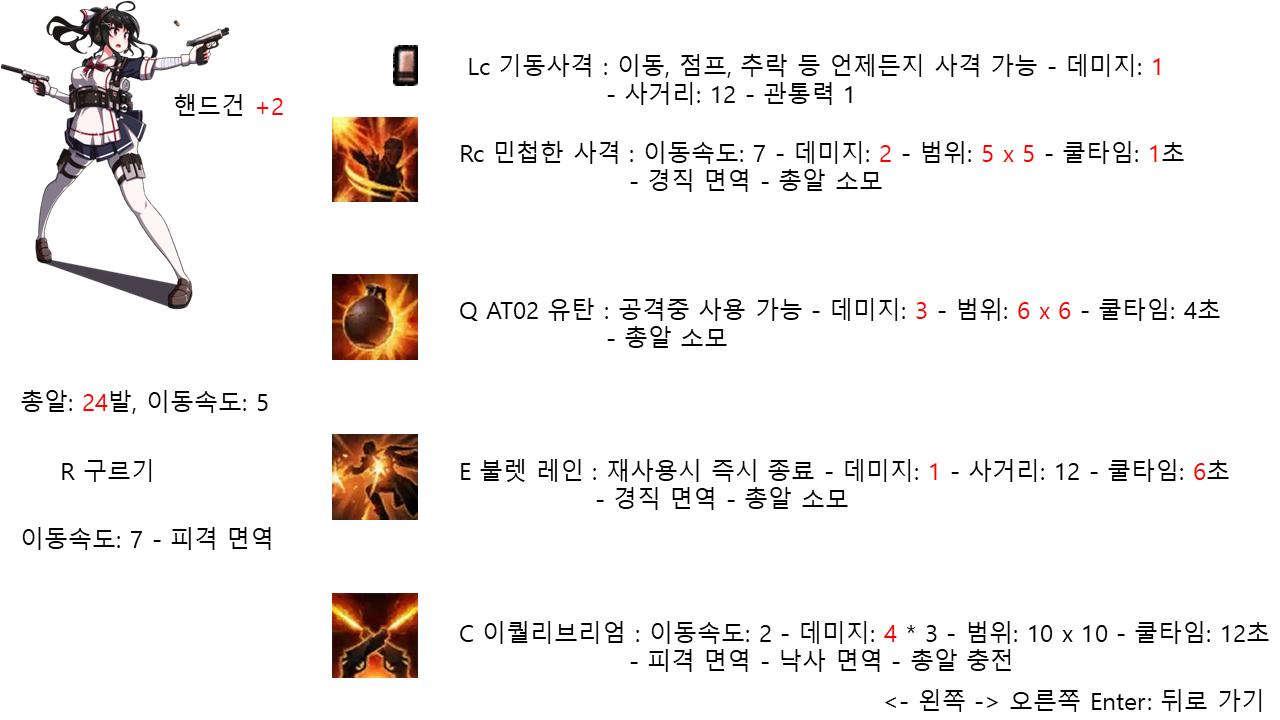 Lc 기동사격 : 이동, 점프, 추락 등 언제든지 사격 가능 - 데미지: 1
- 사거리: 12 - 관통력 1
핸드건 +2
Rc 민첩한 사격 : 이동속도: 7 - 데미지: 2 - 범위: 5 x 5 - 쿨타임: 1초
- 경직 면역 - 총알 소모
Q AT02 유탄 : 공격중 사용 가능 - 데미지: 3 - 범위: 6 x 6 - 쿨타임: 4초
- 총알 소모
총알: 24발, 이동속도: 5
R 구르기
E 불렛 레인 : 재사용시 즉시 종료 - 데미지: 1 - 사거리: 12 - 쿨타임: 6초
- 경직 면역 - 총알 소모
이동속도: 7 - 피격 면역
C 이퀄리브리엄 : 이동속도: 2 - 데미지: 4 * 3 - 범위: 10 x 10 - 쿨타임: 12초
- 피격 면역 - 낙사 면역 - 총알 충전
<- 왼쪽 -> 오른쪽 Enter: 뒤로 가기